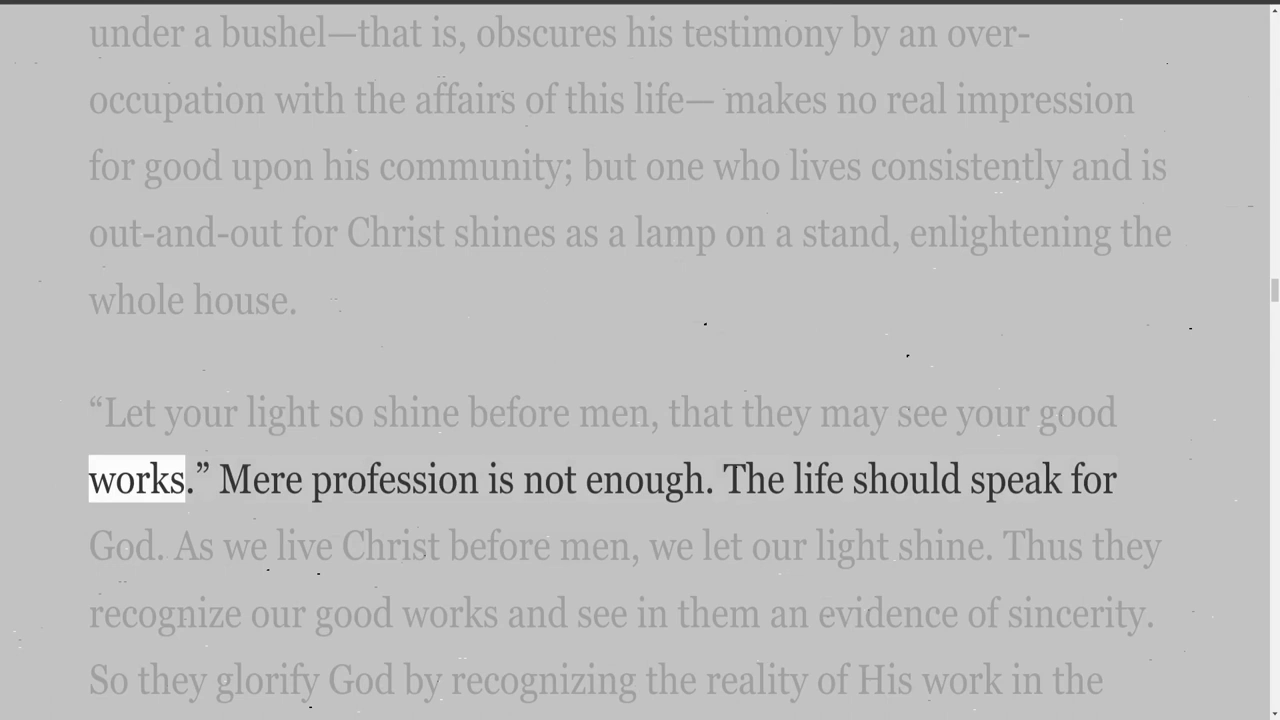 under a bushel—that is, obscures his testimony by an over-
occupation with the affairs of this life— makes no real impression
for good upon his community; but one who lives consistently and is
out-and-out for Christ shines as a lamp on a stand, enlightening the
whole house.
“Let your light so shine before men, that they may see your good
works.” Mere profession is not enough. The life should speak for
God. As we live Christ before men, we let our light shine. Thus they
recognize our good works and see in them an evidence of sincerity.
So they glorify God by recognizing the reality of His work in the